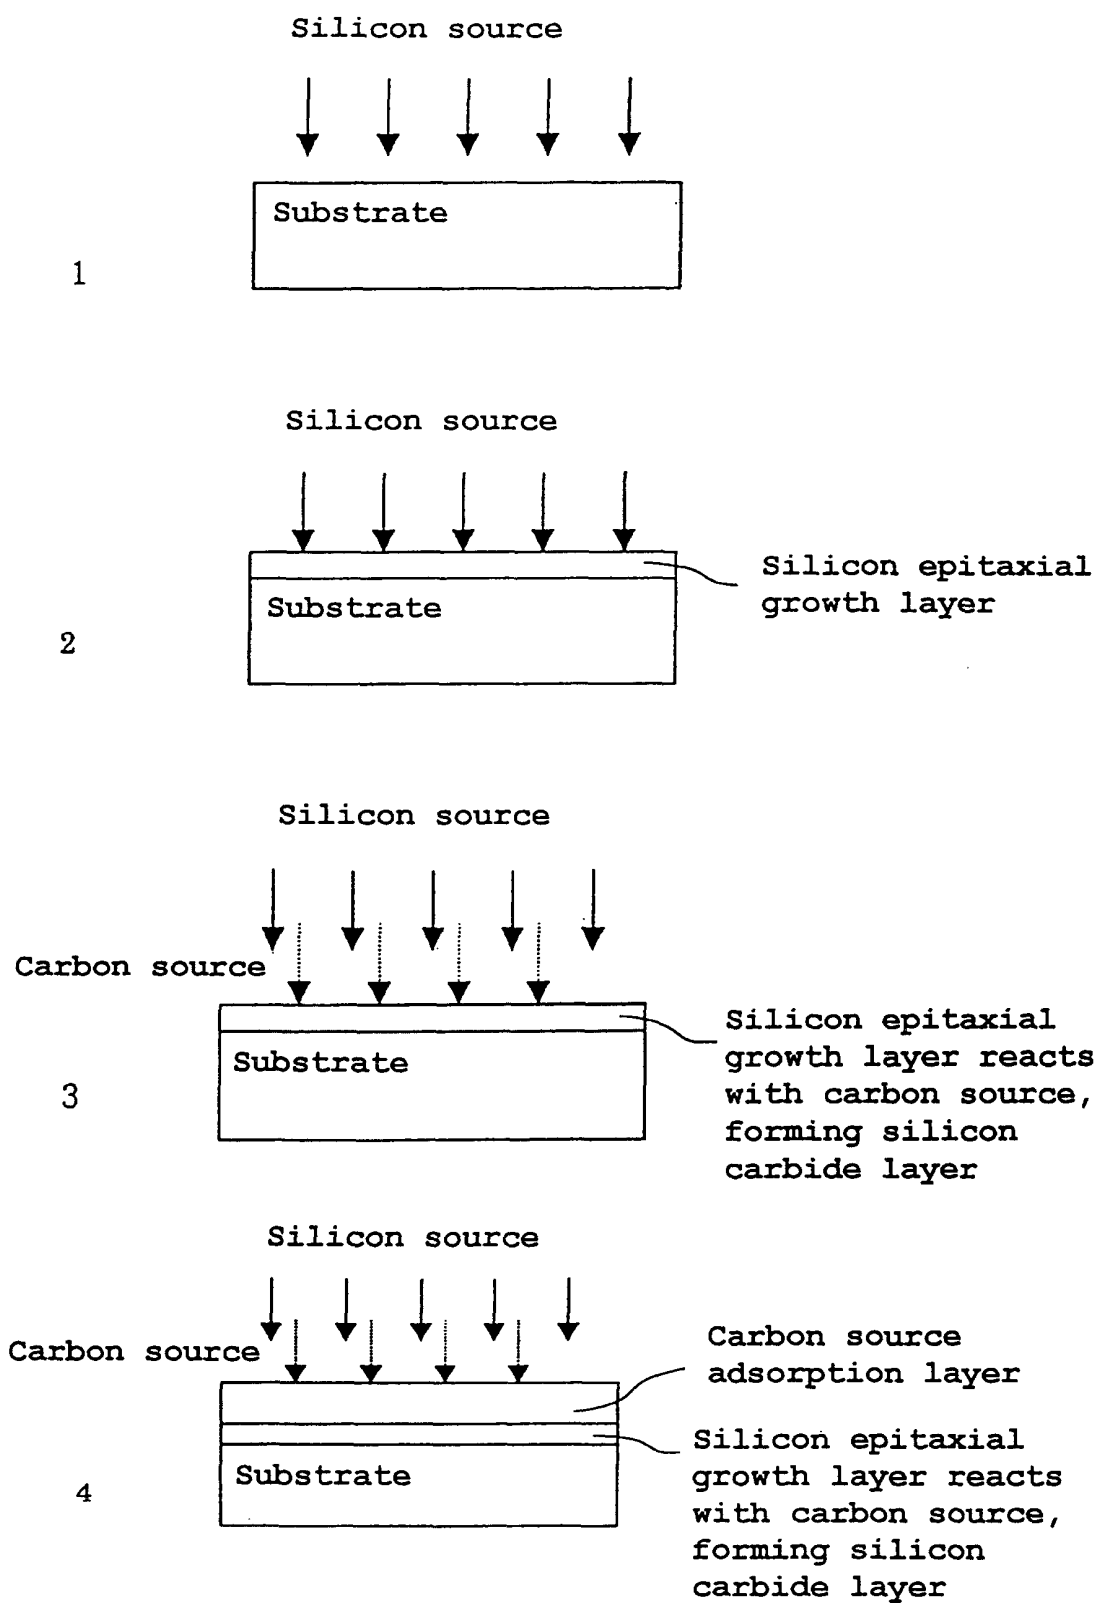 Silicon source
Substrate
1
Silicon source
Silicon epitaxial
growth layer
Substrate
2
Silicon source
Carbon source
Silicon epitaxial
growth layer reacts
with carbon source,
forming silicon
carbide layer
Substrate
3
Silicon source
Carbon source
Carbon source
adsorption layer
Silicon epitaxial
growth layer reacts
with carbon source,
forming silicon
carbide layer
Substrate
4